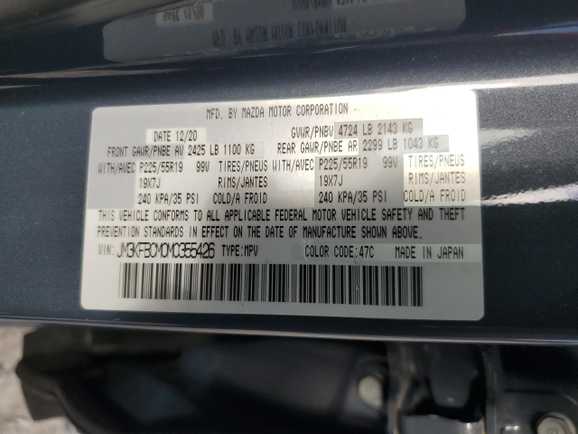 MFD. BY MAZDA MOTOR CORPORATION
DATE 12/20 GVWR/PNBV 4724 LB 2143 KG
FRONT GAWR/PNBE AV 2425 LB 1100 KG REAR GAWR/PNBE AR 2299 LB 1043 KG
WITH/AVEC P225/55R19 99V TIRES/PNEUS WITH/AVEC P225/55R19 99V TIRES/PNEUS
19X7J RIMS/JANTES 19X7J RIMS/JANTES
240 KPA/35 PSI COLD/A FROID 240 KPA/35 PSI COLD/A FROID
THIS VEHICLE CONFORMS TO ALL APPLICABLE FEDERAL MOTOR VEHICLE SAFETY AND THEFT
PREVENTION STANDARDS IN EFFECT ON THE DATE OF MANUFACTURE SHOWN ABOVE.
VIN: JM3KFBCM0M0355426 TYPE: MPV COLOR CODE: 47C MADE IN JAPAN